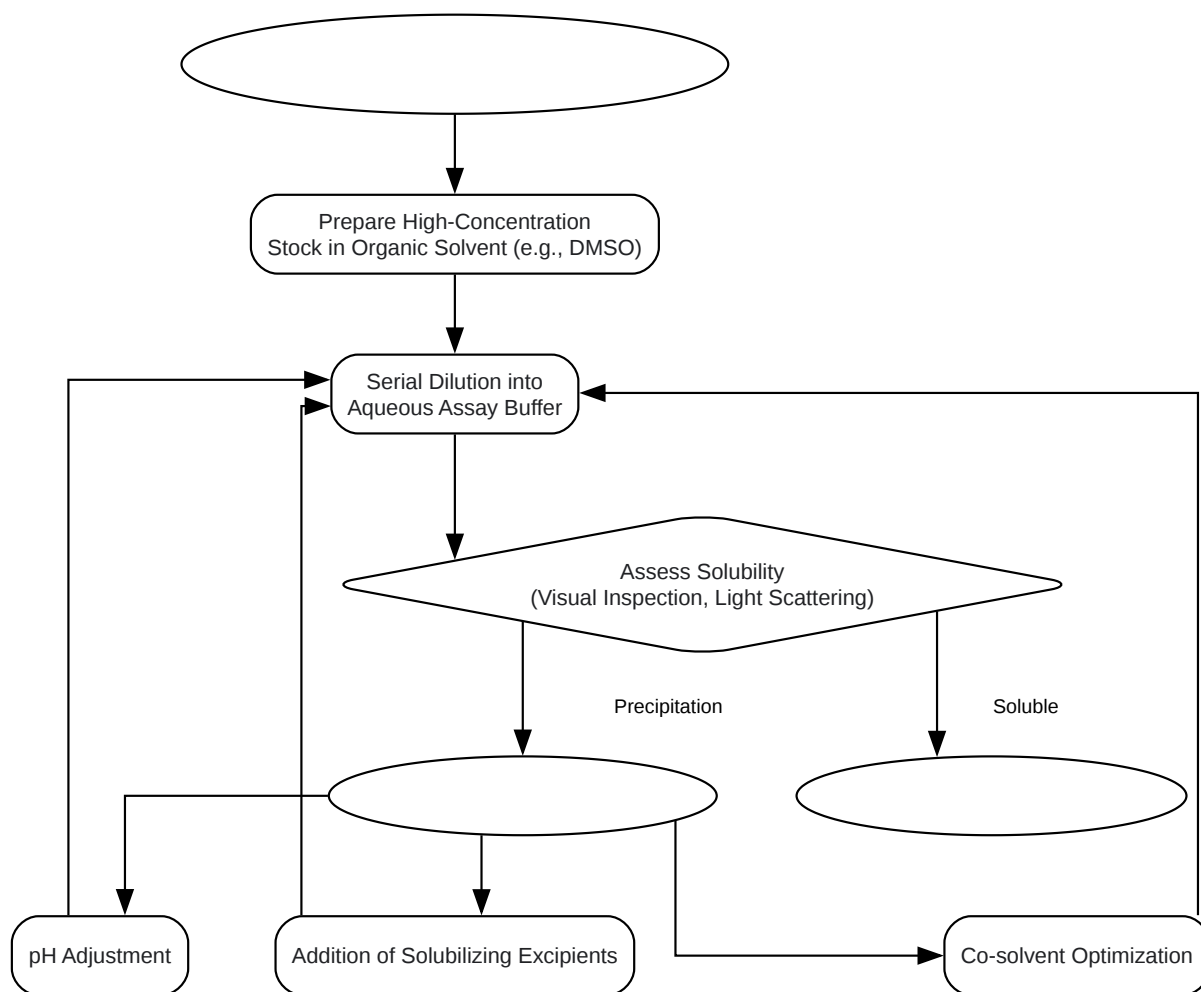 Prepare High-Concentration
Stock in Organic Solvent (e.g., DMSO)
Serial Dilution into
Aqueous Assay Buffer
Assess Solubility
(Visual Inspection, Light Scattering)
Precipitation
Soluble
pH Adjustment
Addition of Solubilizing Excipients
Co-solvent Optimization